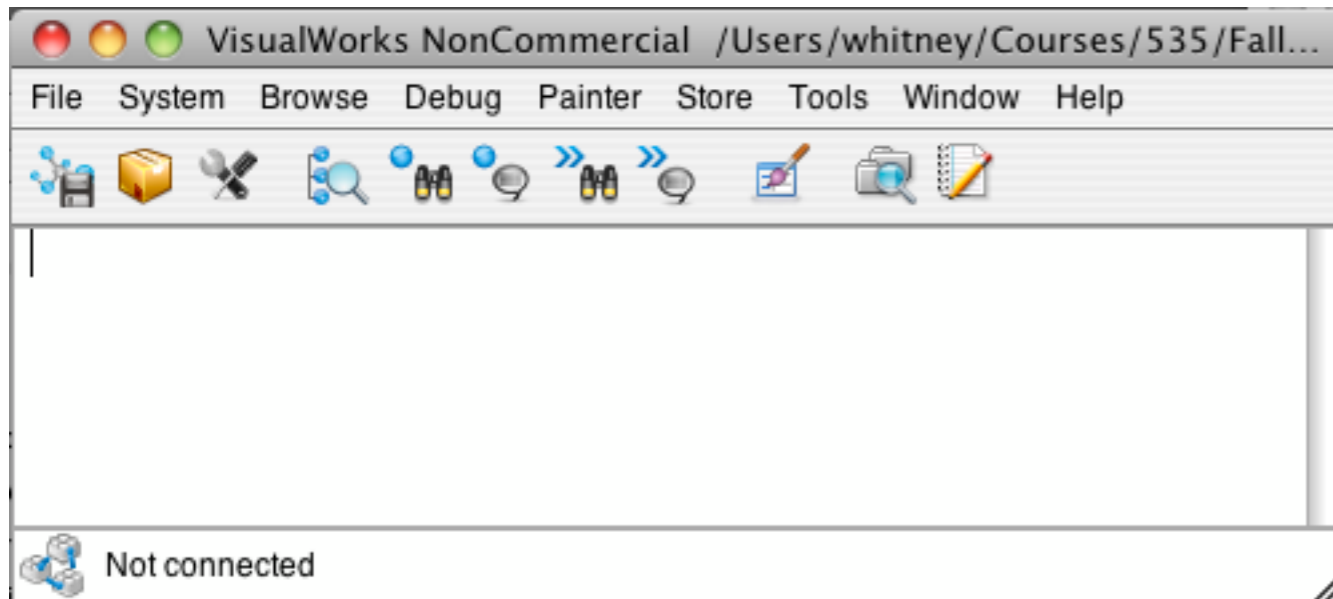 VisualWorks NonCommercial /Users/whitney/Courses/535/Fall...
File System Browse Debug Painter Store Tools Window Help
Not connected